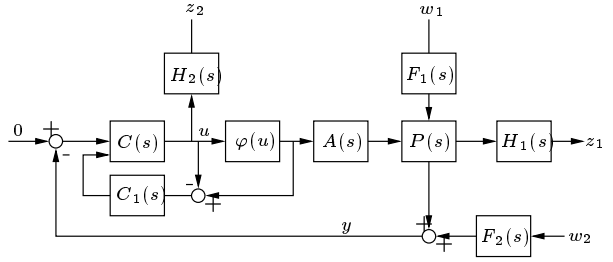 z₂
w₁
H₂(s)
F₁(s)
0
+
-
C(s)
u
φ(u)
A(s)
P(s)
H₁(s)
z₁
C₁(s)
-
+
y
+
+
F₂(s)
w₂